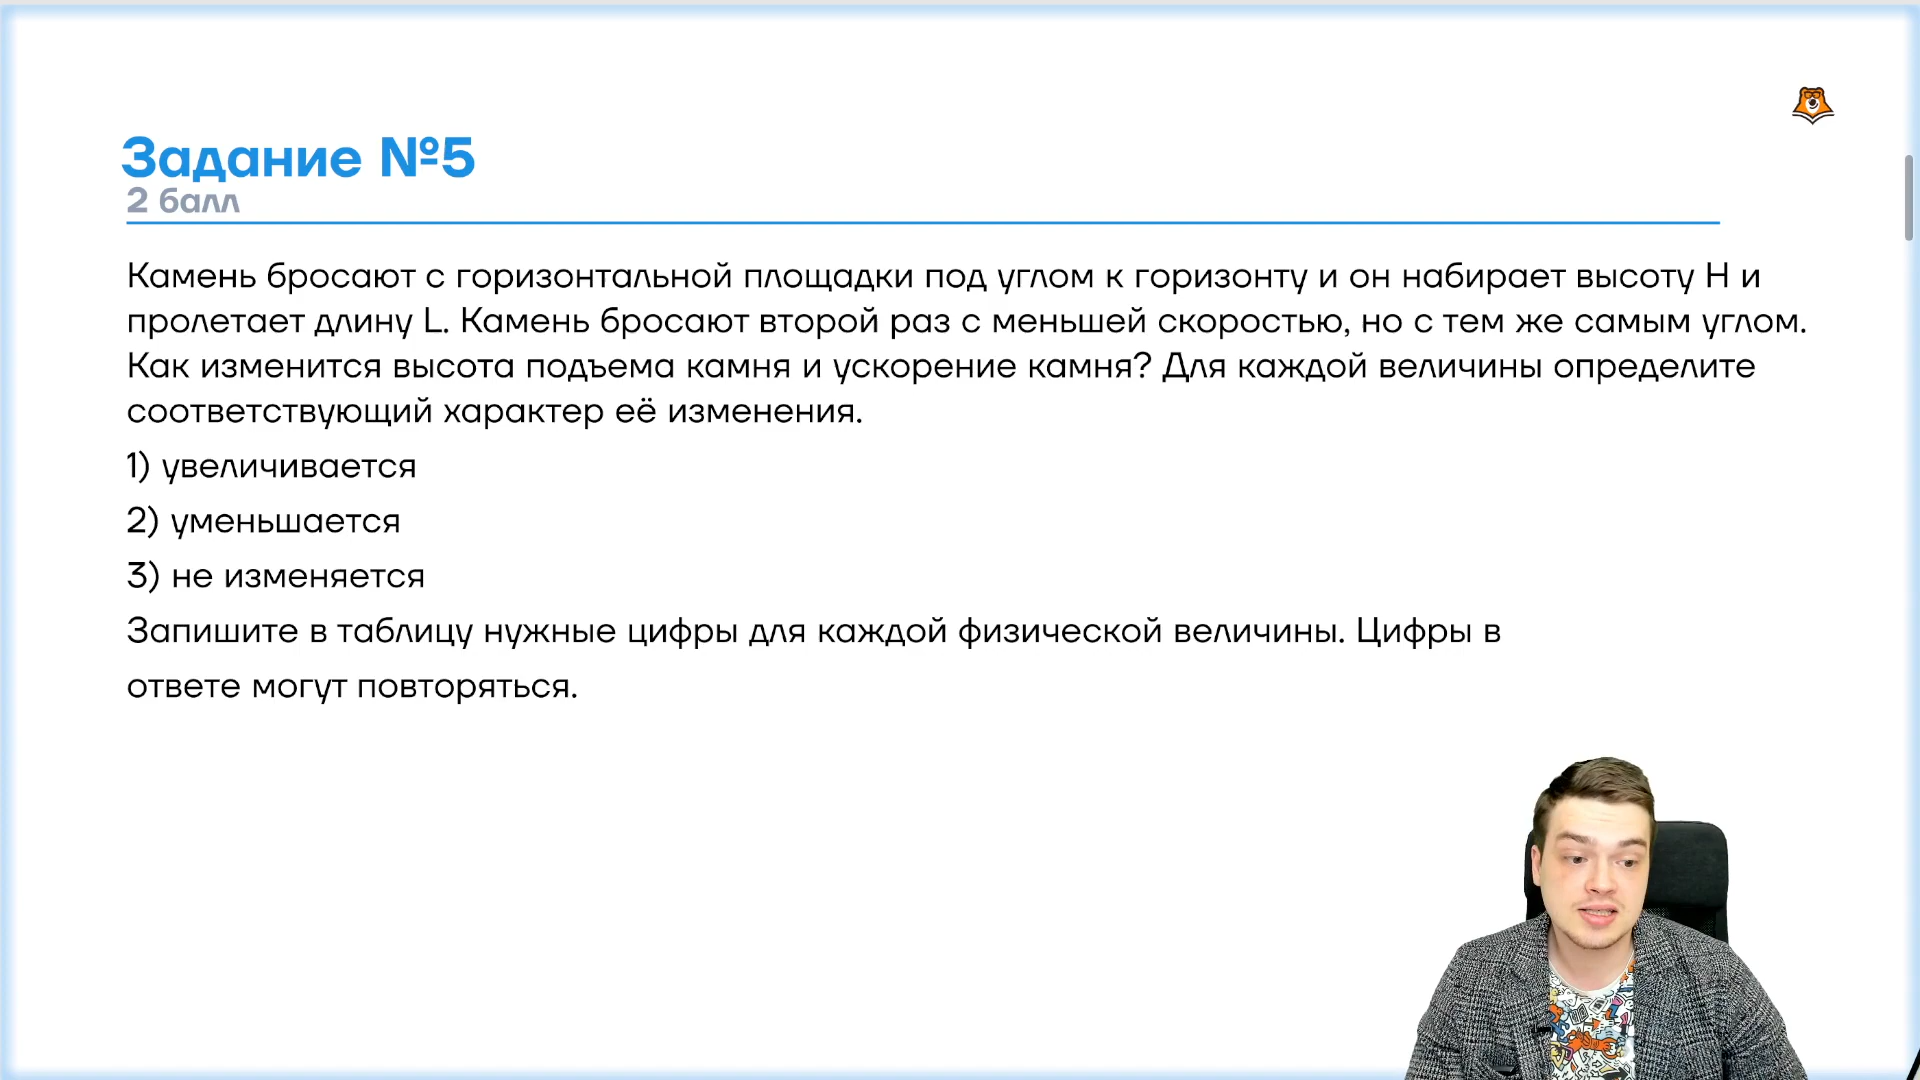 Задание №5
2 балл
Камень бросают с горизонтальной площадки под углом к горизонту и он набирает высоту H и
пролетает длину L. Камень бросают второй раз с меньшей скоростью, но с тем же самым углом.
Как изменится высота подъема камня и ускорение камня? Для каждой величины определите
соответствующий характер её изменения.
1) увеличивается
2) уменьшается
3) не изменяется
Запишите в таблицу нужные цифры для каждой физической величины. Цифры в
ответе могут повторяться.